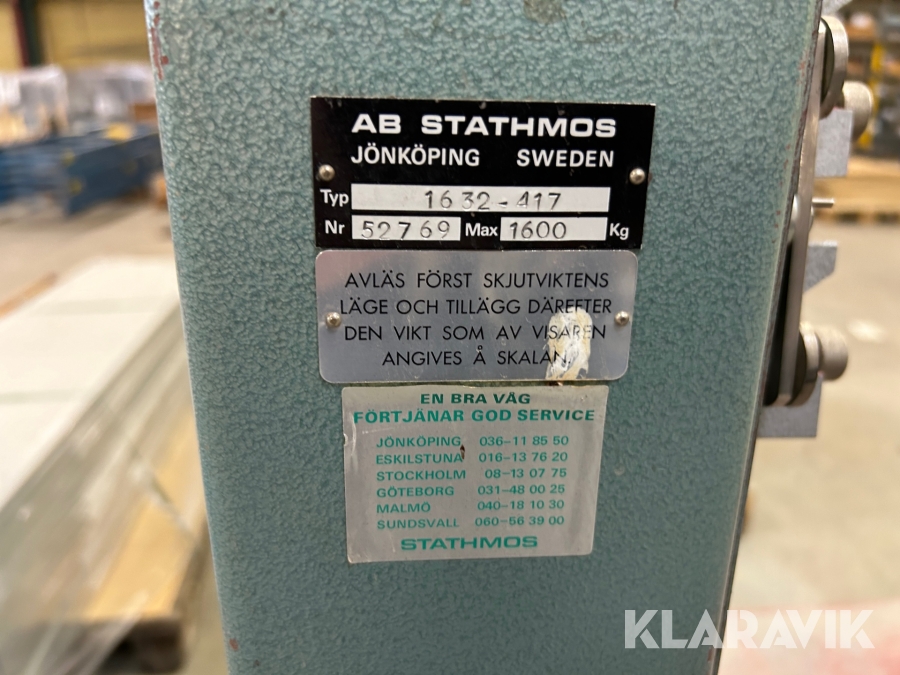 AB STATHMOS
JÖNKÖPING SWEDEN
Typ 1632-417
Nr 52769 Max 1600 Kg
AVLÄS FÖRST SKJUTVIKTENS
LÄGE OCH TILLÄGG DÄREFTER
DEN VIKT SOM AV VISAREN
ANGIVES Å SKALAN.
EN BRA VÅG
FÖRTJÄNAR GOD SERVICE
JÖNKÖPING 036-11 85 50
ESKILSTUNA 016-13 76 20
STOCKHOLM 08-13 07 75
GÖTEBORG 031-48 00 25
MALMÖ 040-18 10 30
SUNDSVALL 060-56 39 00
STATHMOS
KLARAVIK